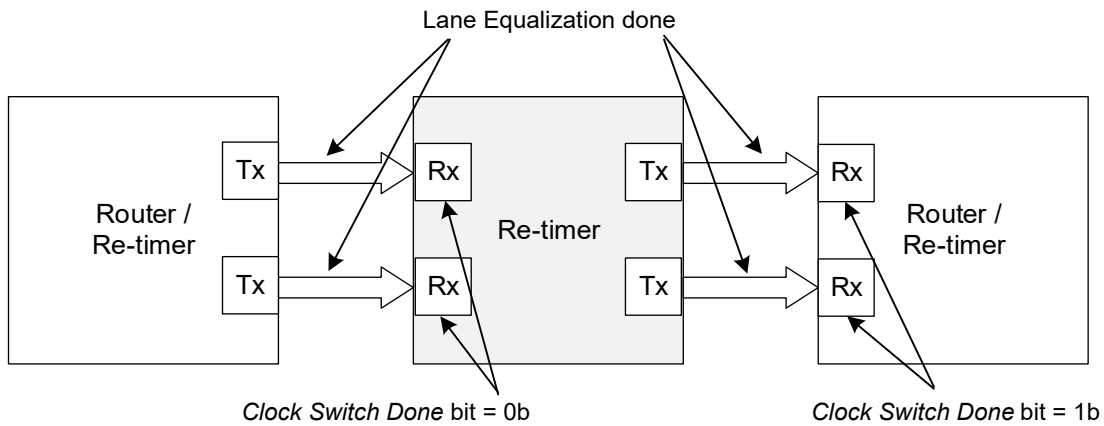 Lane Equalization done
Tx
Rx
Tx
Rx
Router /
Re-timer
Re-timer
Router /
Re-timer
Tx
Rx
Tx
Rx
Clock Switch Done bit = 0b
Clock Switch Done bit = 1b